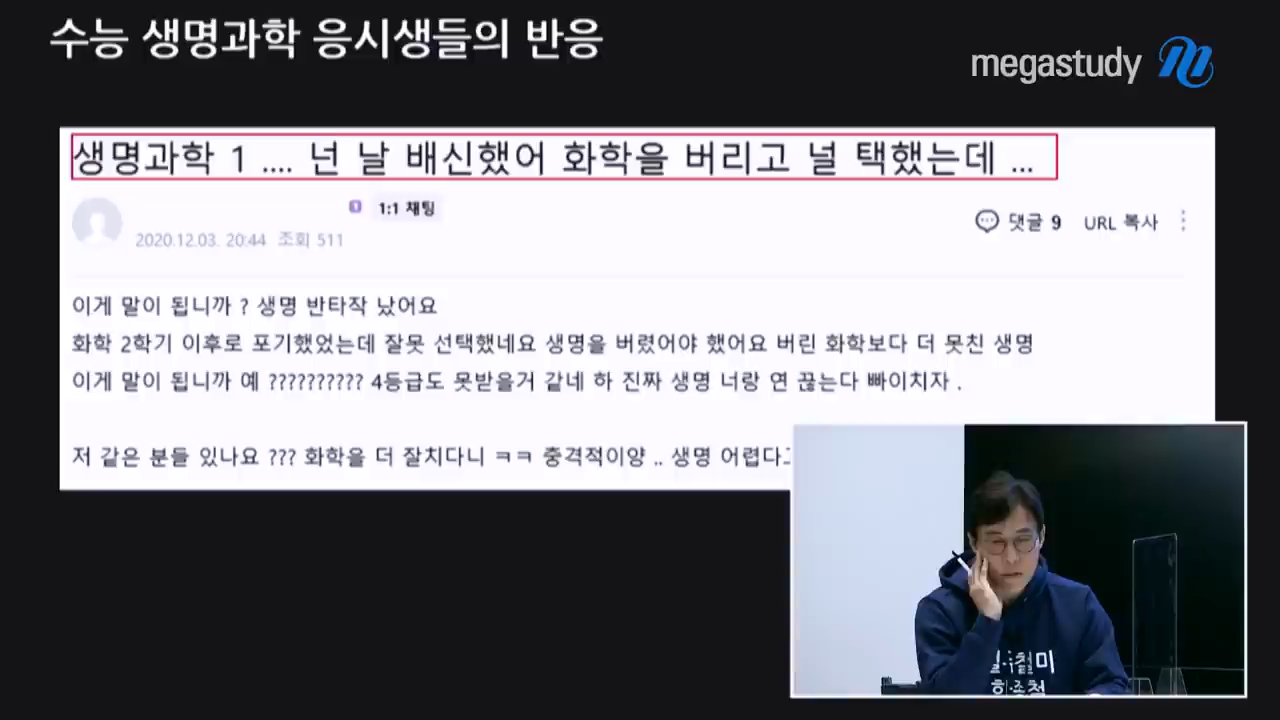 수능 생명과학 응시생들의 반응
megastudy
생명과학 1 .... 넌 날 배신했어 화학을 버리고 널 택했는데 ...
1:1 채팅
2020.12.03. 20:44 조회 511
댓글 9 URL 복사
이게 말이 됩니까 ? 생명 반타작 났어요
화학 2학기 이후로 포기했었는데 잘못 선택했네요 생명을 버렸어야 했어요 버린 화학보다 더 못친 생명
이게 말이 됩니까 예 ?????????? 4등급도 못받을거 같네 하 진짜 생명 너랑 연 끊는다 빠이치자 .
저 같은 분들 있나요 ??? 화학을 더 잘치다니 ㅋㅋ 충격적이양 .. 생명 어렵다고